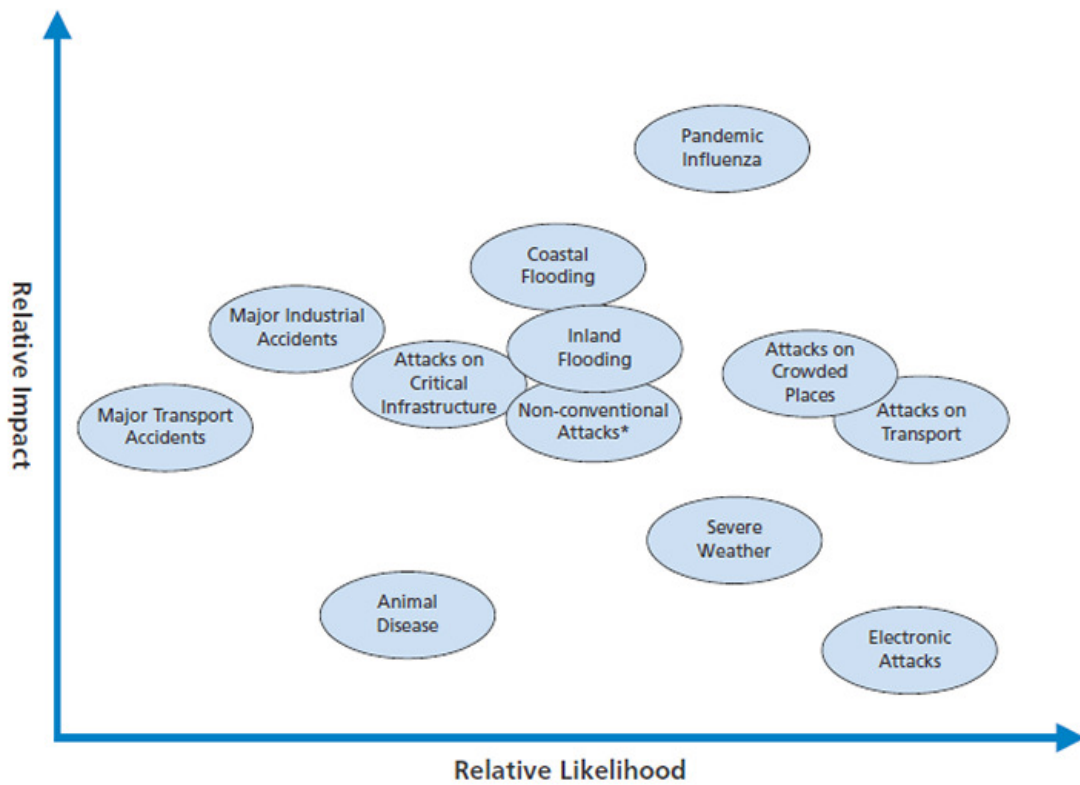 Pandemic
Influenza
Coastal
Flooding
Major Industrial
Accidents
Inland
Flooding
Attacks on
Critical
Infrastructure
Attacks on
Crowded
Places
Major Transport
Accidents
Non-conventional
Attacks*
Attacks on
Transport
Severe
Weather
Animal
Disease
Electronic
Attacks
Relative Impact
Relative Likelihood